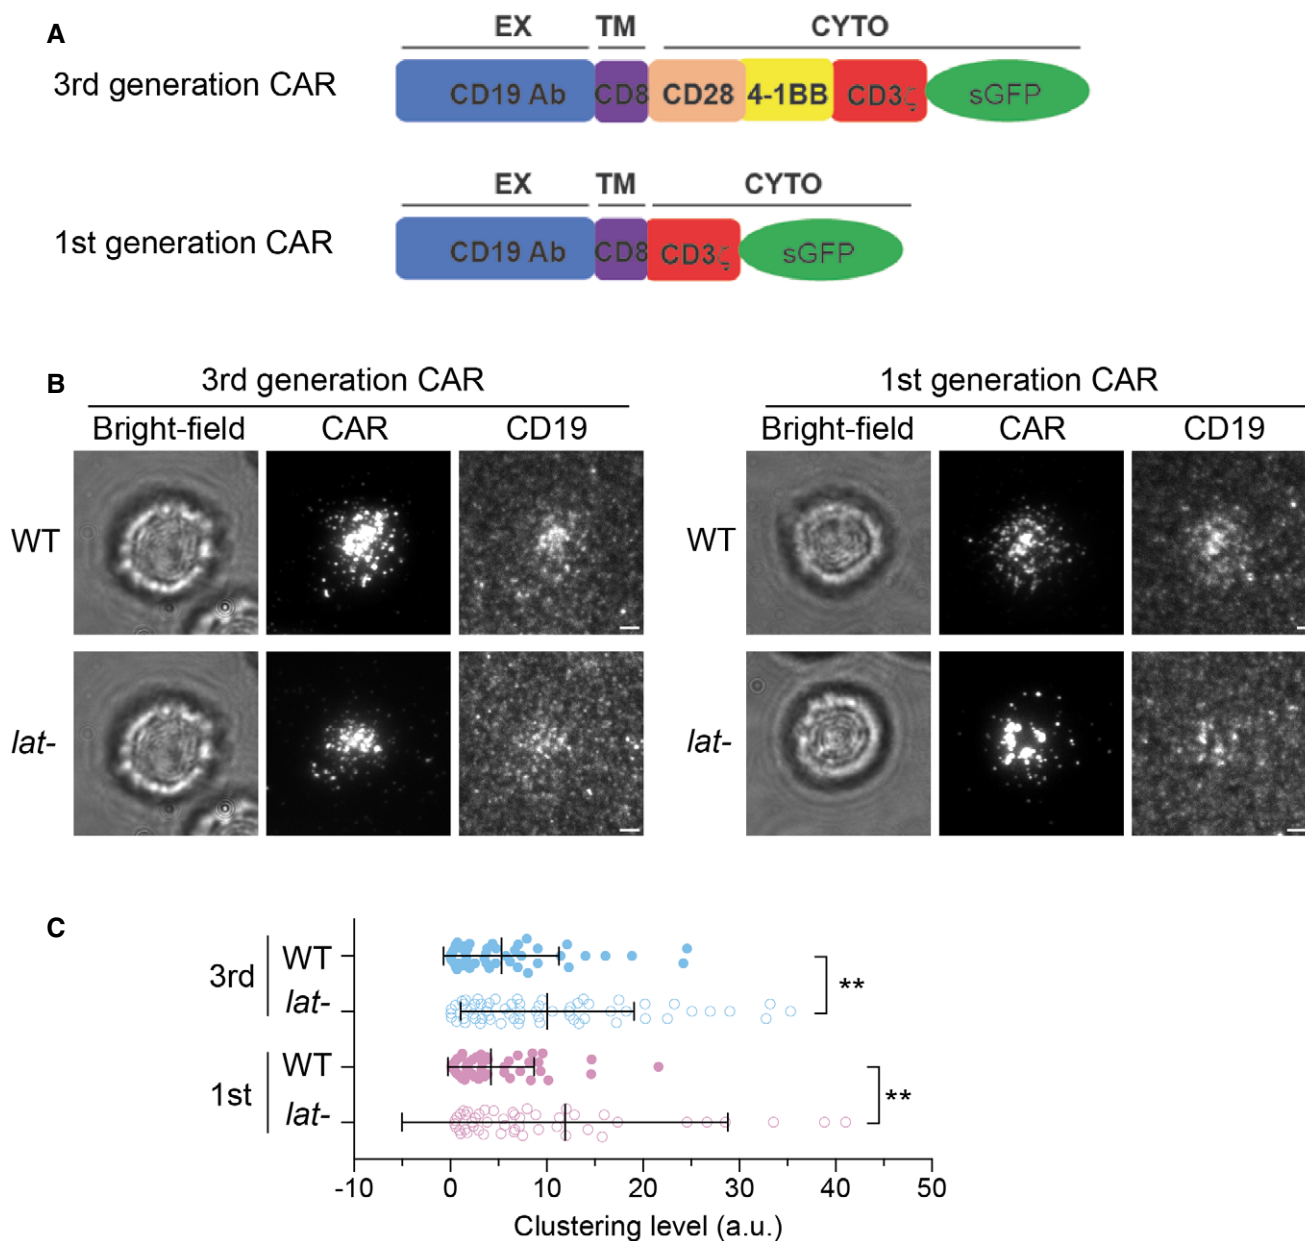 A
EX TM CYTO
3rd generation CAR
CD19 Ab CD8 CD28 4-1BB CD3ζ sGFP
EX TM CYTO
1st generation CAR
CD19 Ab CD8 CD3ζ sGFP
B
3rd generation CAR
Bright-field CAR CD19
WT
lat-
1st generation CAR
Bright-field CAR CD19
WT
lat-
C
3rd
WT
lat-
**
1st
WT
lat-
**
-10 0 10 20 30 40 50
Clustering level (a.u.)